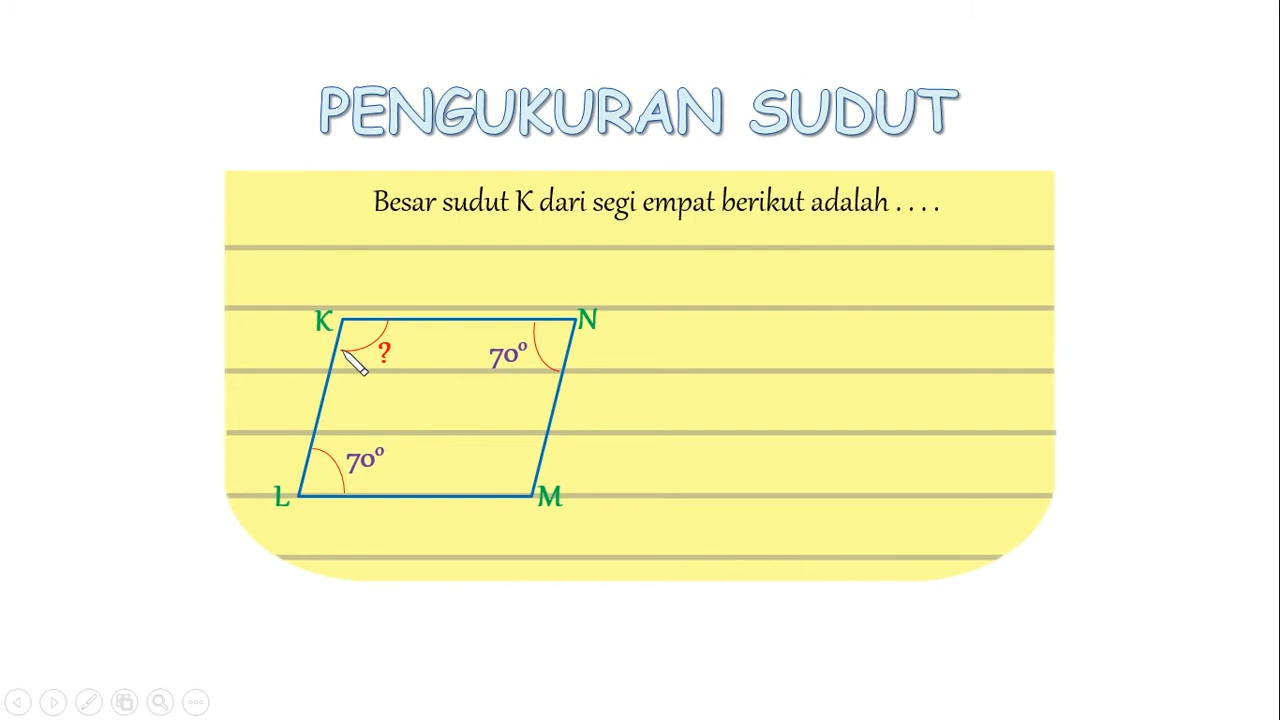 PENGUKURAN SUDUT
Besar sudut K dari segi empat berikut adalah . . . .
K
N
?
70°
70°
L
M